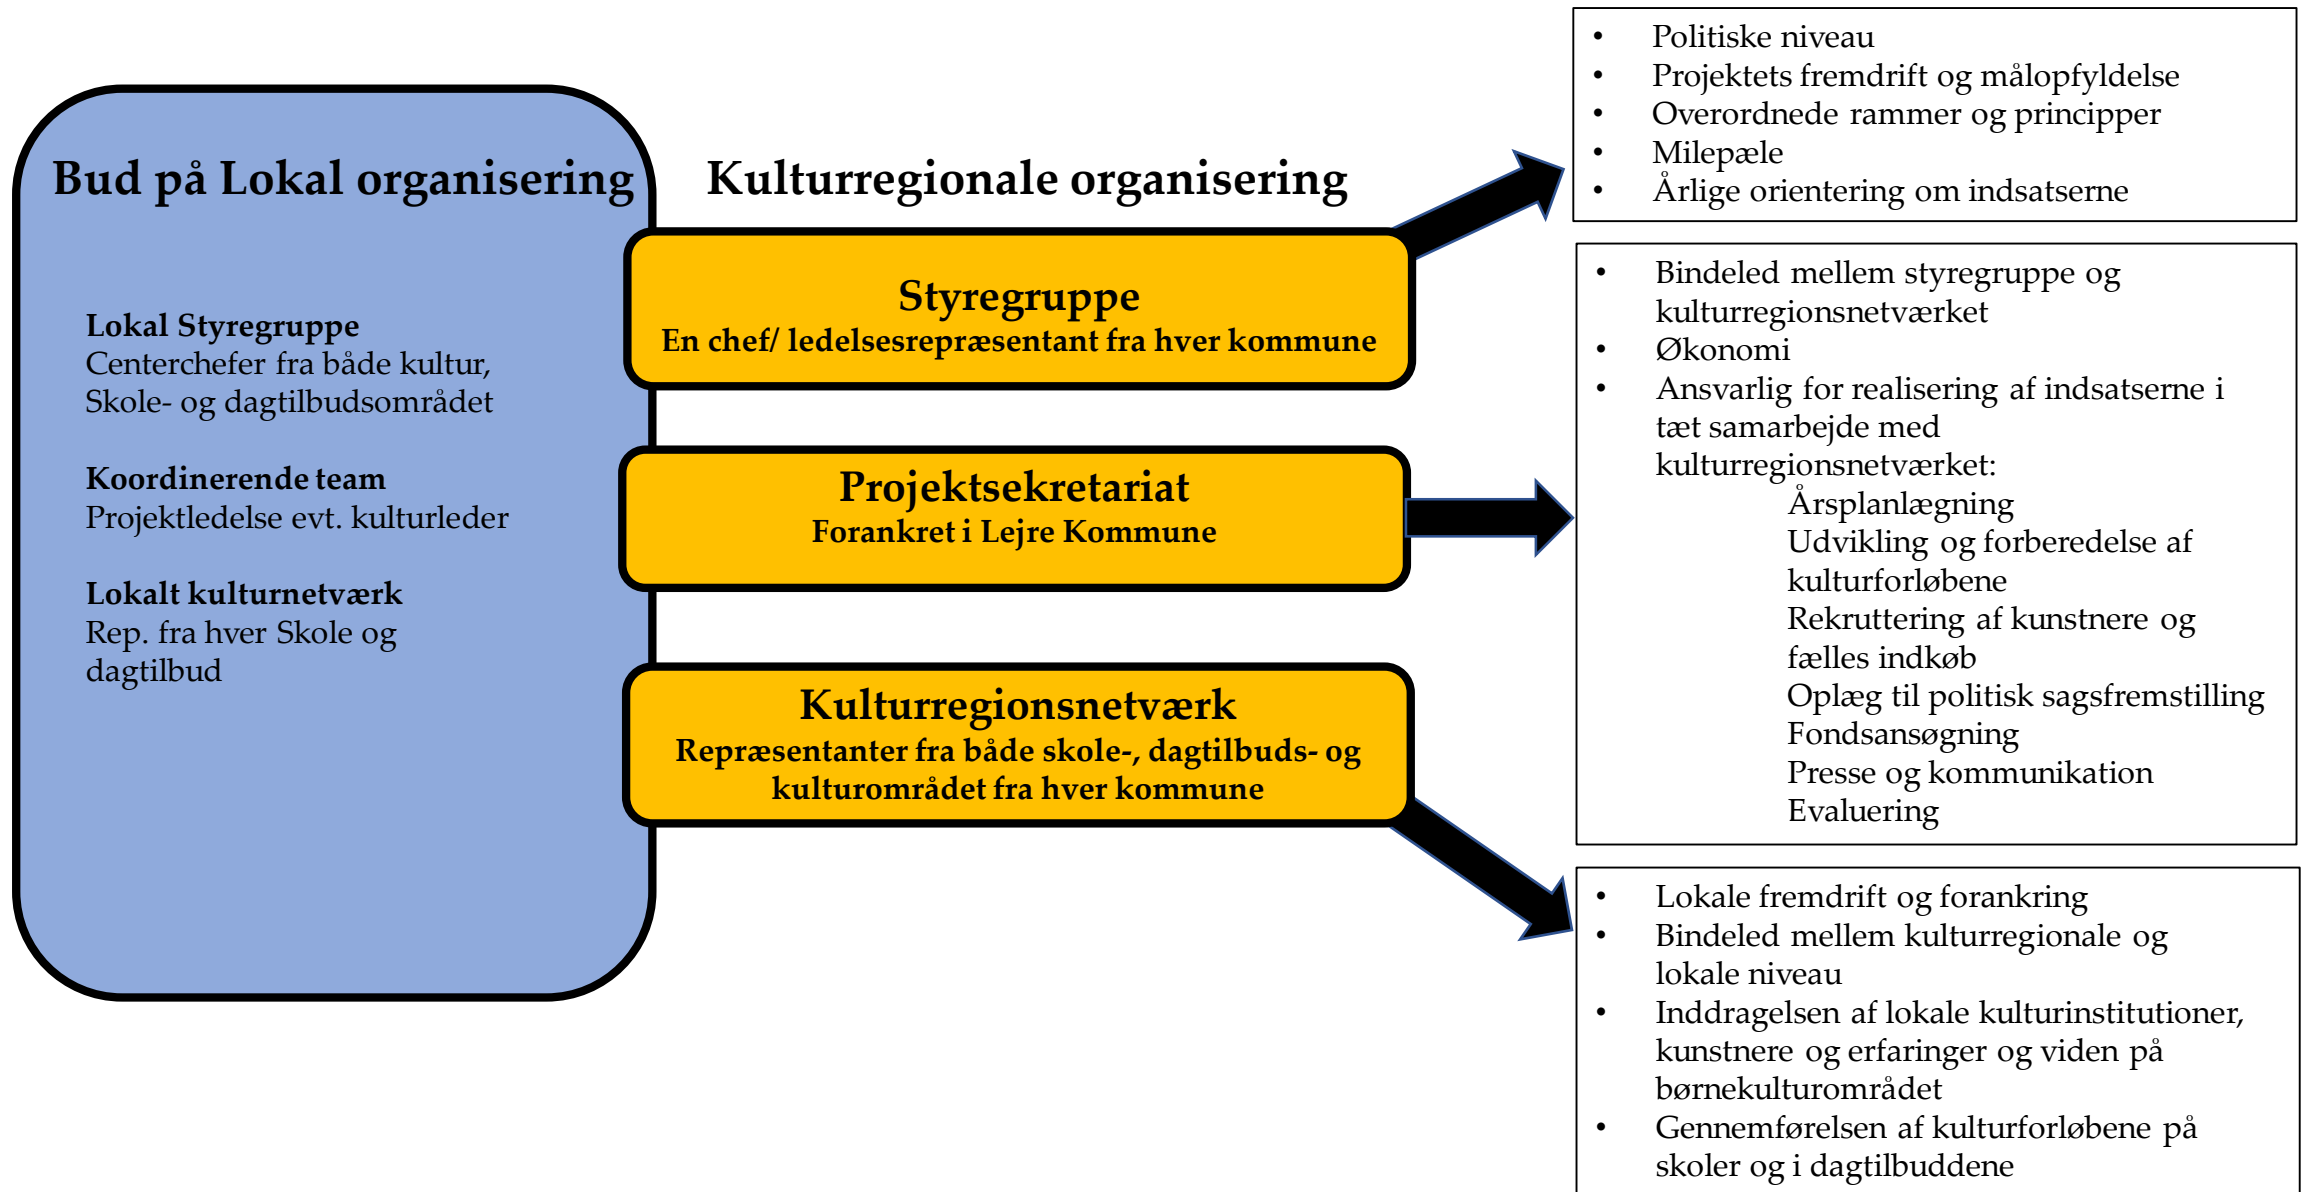 Bud på Lokal organisering
Lokal Styregruppe
Centerchefer fra både kultur,
Skole- og dagtilbudsområdet
Koordinerende team
Projektledelse evt. kulturleder
Lokalt kulturnetværk
Rep. fra hver Skole og
dagtilbud
Kulturregionale organisering
Styregruppe
En chef/ ledelsesrepræsentant fra hver kommune
Projektsekretariat
Forankret i Lejre Kommune
Kulturregionsnetværk
Repræsentanter fra både skole-, dagtilbuds- og
kulturområdet fra hver kommune
• Politiske niveau
• Projektets fremdrift og målopfyldelse
• Overordnede rammer og principper
• Milepæle
• Årlige orientering om indsatserne
• Bindeled mellem styregruppe og
kulturregionsnetværket
• Økonomi
• Ansvarlig for realisering af indsatserne i
tæt samarbejde med
kulturregionsnetværket:
Årsplanlægning
Udvikling og forberedelse af
kulturforløbene
Rekruttering af kunstnere og
fælles indkøb
Oplæg til politisk sagsfremstilling
Fondsansøgning
Presse og kommunikation
Evaluering
• Lokale fremdrift og forankring
• Bindeled mellem kulturregionale og
lokale niveau
• Inddragelsen af lokale kulturinstitutioner,
kunstnere og erfaringer og viden på
børnekulturområdet
• Gennemførelsen af kulturforløbene på
skoler og i dagtilbuddene